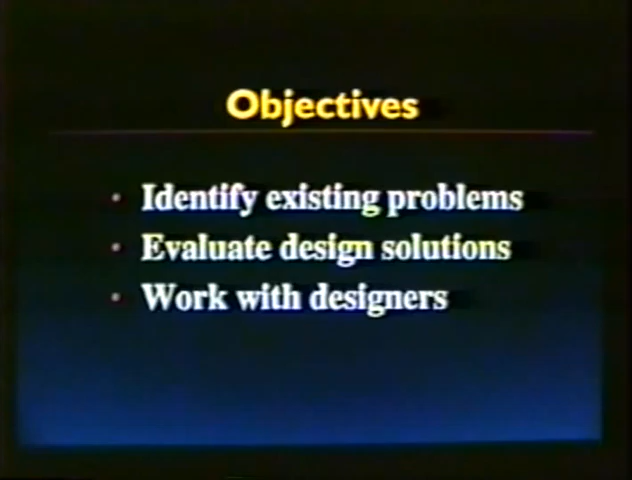 Objectives
• Identify existing problems
• Evaluate design solutions
• Work with designers